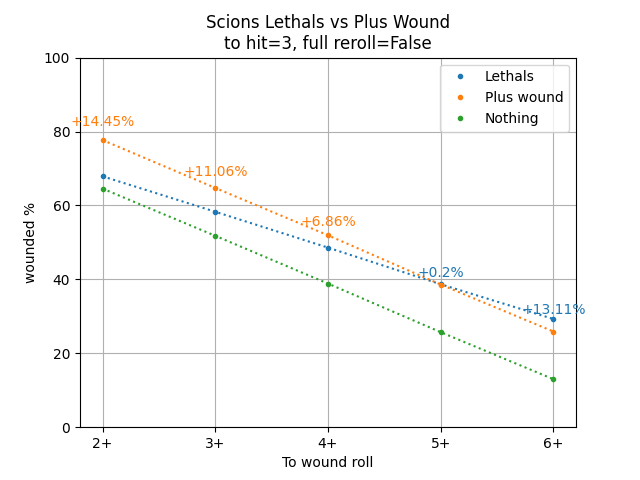 Scions Lethals vs Plus Wound
to hit=3, full reroll=False
100
80
60
40
20
0
wounded %
Lethals
Plus wound
Nothing
+14.45%
+11.06%
+6.86%
+0.2%
+13.11%
2+
3+
4+
5+
6+
To wound roll